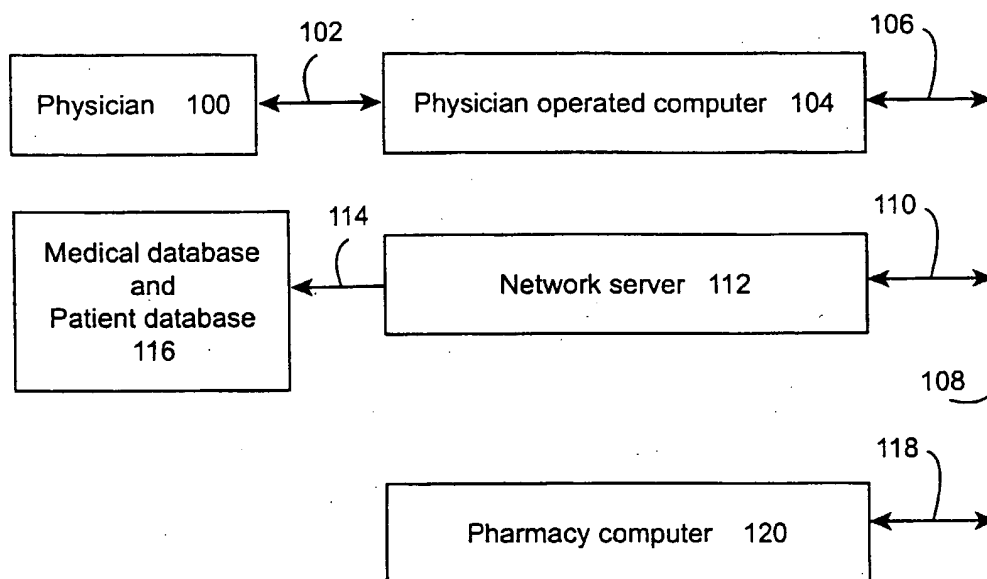 102
106
Physician 100
Physician operated computer 104
114
110
Medical database
and
Patient database
116
Network server 112
108
118
Pharmacy computer 120